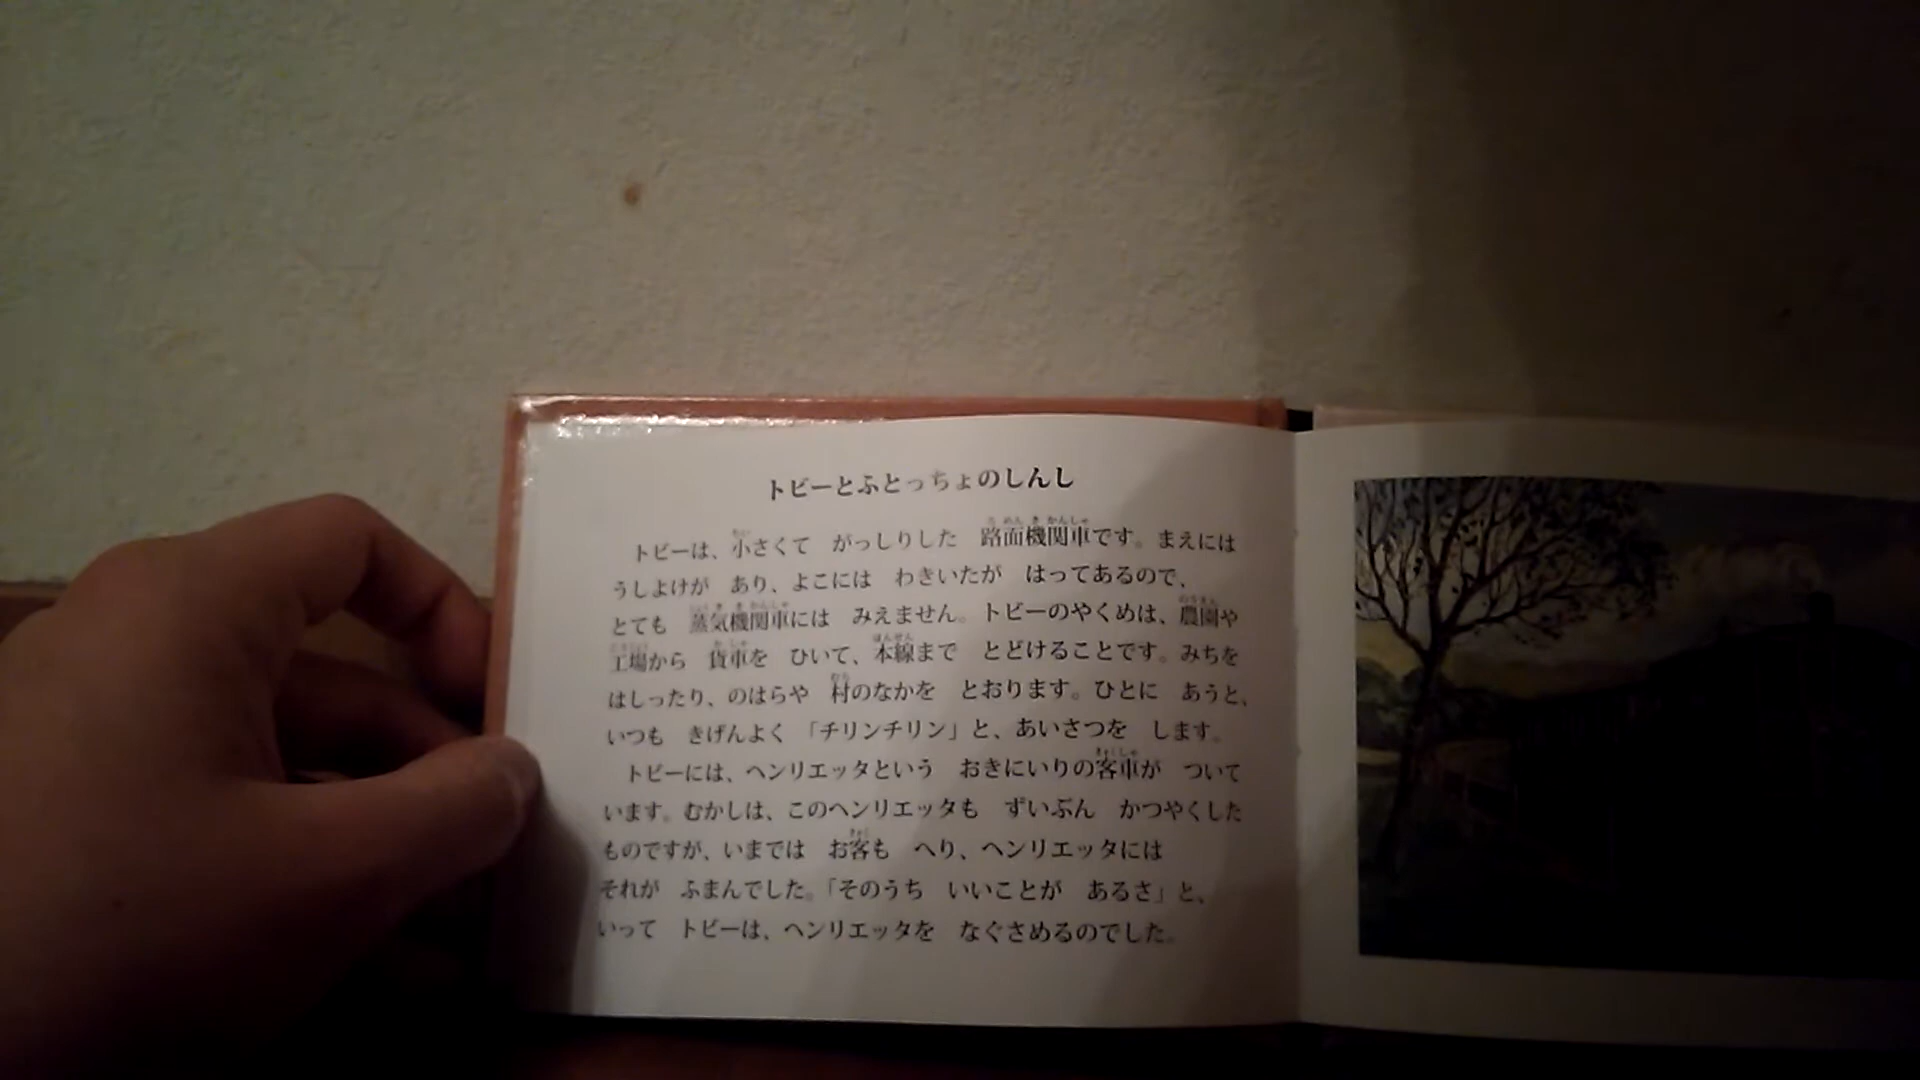 トビーとふとっちょのしんし
トビーは、小さくて　がっしりした　路面機関車です。まえには
うしよけが　あり、よこには　わきいたが　はってあるので、
とても　蒸気機関車には　みえません。トビーのやくめは、農園や
工場から　貨車を　ひいて、本線まで　とどけることです。みちを
はしったり、のはらや　村のなかを　とおります。ひとに　あうと、
いつも　きげんよく　「チリンチリン」と、あいさつを　します。
トビーには、ヘンリエッタという　おきにいりの客車が　ついて
います。むかしは、このヘンリエッタも　ずいぶん　かつやくした
ものですが、いまでは　お客も　へり、ヘンリエッタには
それが　ふまんでした。「そのうち　いいことが　あるさ」と、
いって　トビーは、ヘンリエッタを　なぐさめるのでした。